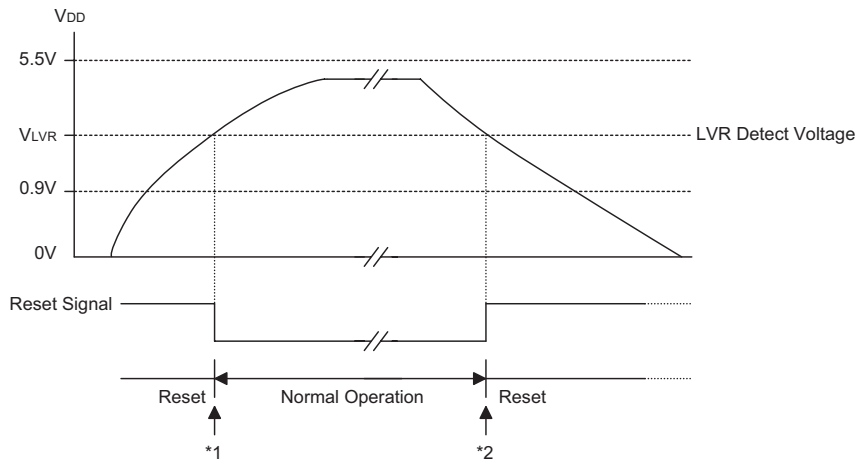 VDD
5.5V
VLVR
LVR Detect Voltage
0.9V
0V
Reset Signal
Reset
Normal Operation
Reset
*1
*2